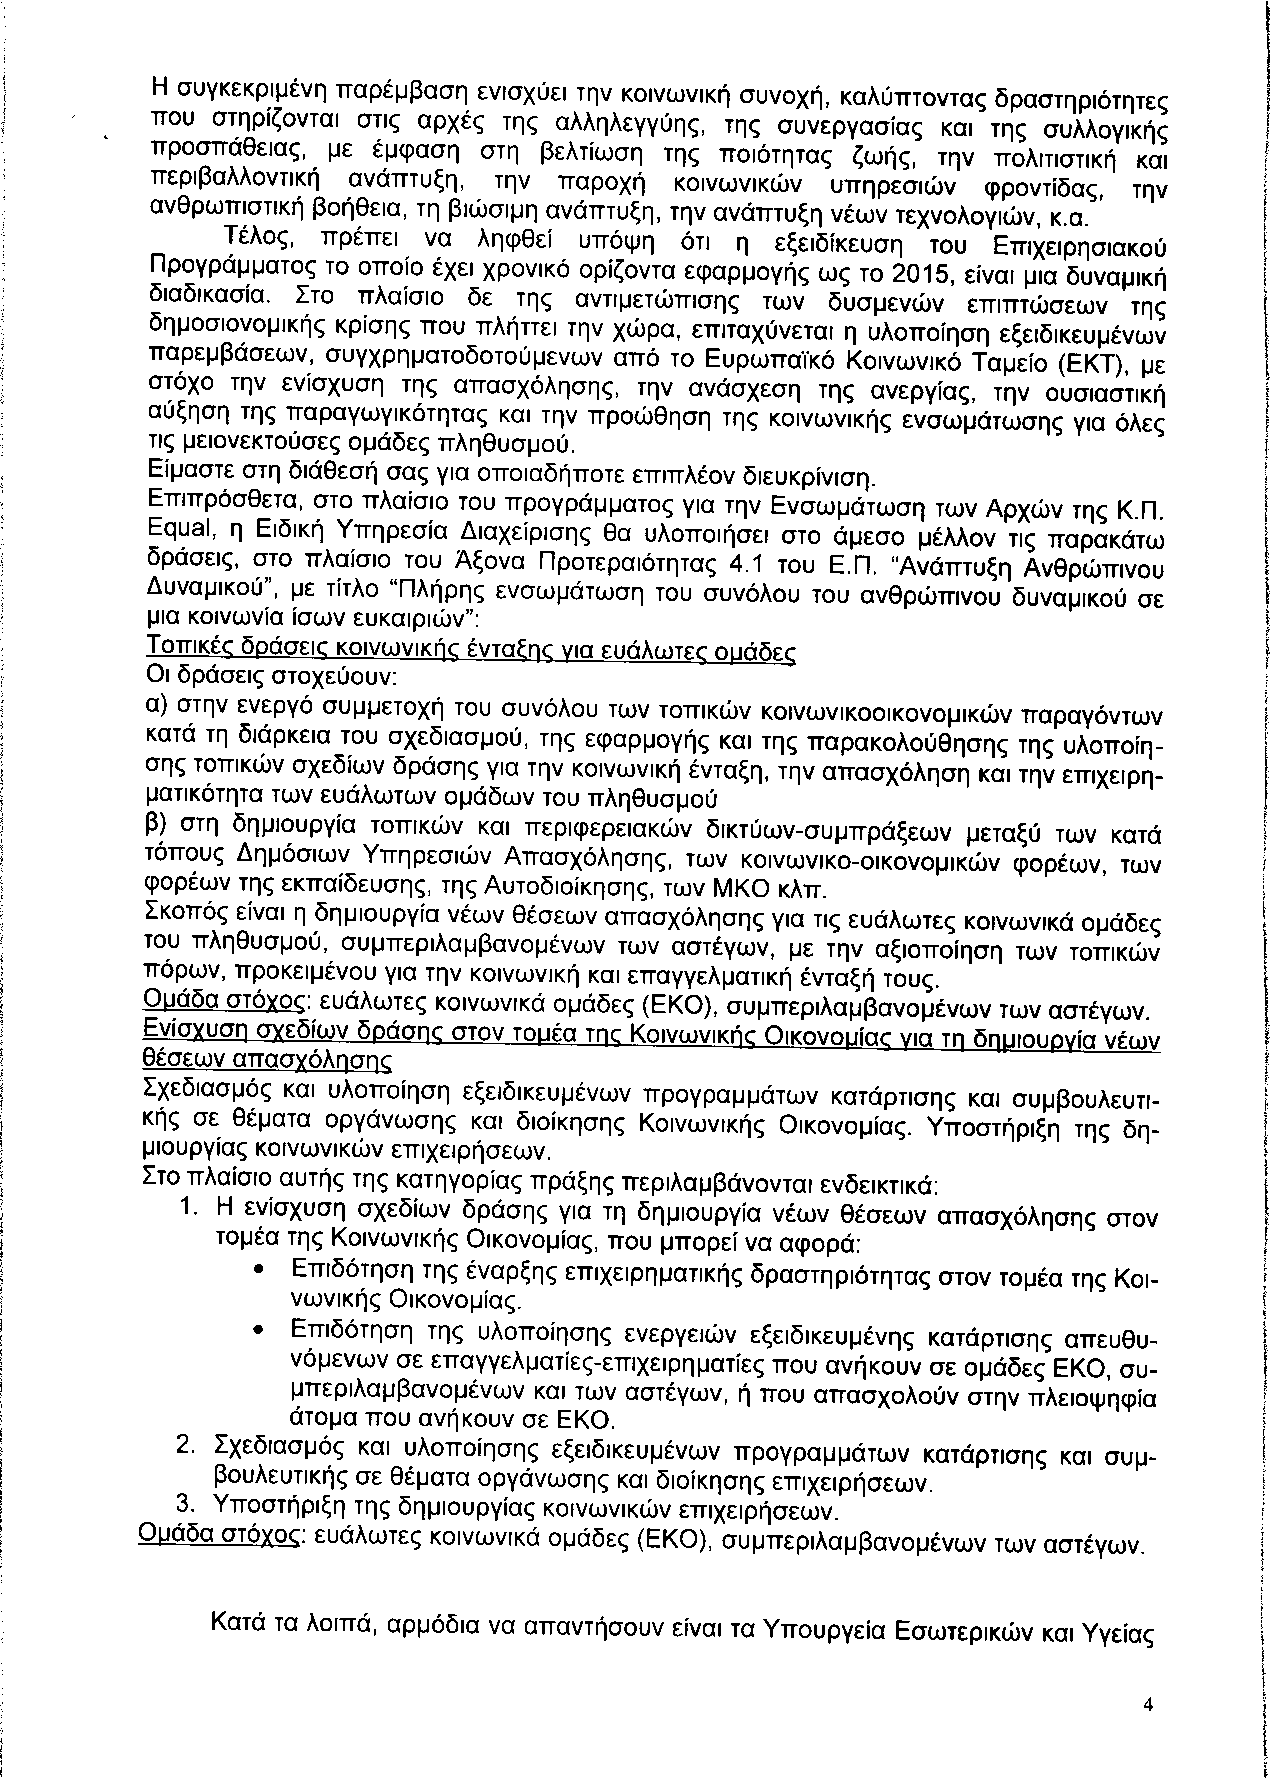 Η συγκεκριμένη παρέμβαση ενισχύει την κοινωνική συνοχή, καλύπτοντας δραστηριότητες
που στηρίζονται στις αρχές της αλληλεγγύης, της συνεργασίας και της συλλογικής
προσπάθειας, με έμφαση στη βελτίωση της ποιότητας ζωής, την πολιτιστική και
περιβαλλοντική ανάπτυξη, την παροχή κοινωνικών υπηρεσιών φροντίδας, την
ανθρωπιστική βοήθεια, τη βιώσιμη ανάπτυξη, την ανάπτυξη νέων τεχνολογιών, κ.α.
Τέλος, πρέπει να ληφθεί υπόψη ότι η εξειδίκευση του Επιχειρησιακού
Προγράμματος το οποίο έχει χρονικό ορίζοντα εφαρμογής ως το 2015, είναι μια δυναμική
διαδικασία. Στο πλαίσιο δε της αντιμετώπισης των δυσμενών επιπτώσεων της
δημοσιονομικής κρίσης που πλήττει την χώρα, επιταχύνεται η υλοποίηση εξειδικευμένων
παρεμβάσεων, συγχρηματοδοτούμενων από το Ευρωπαϊκό Κοινωνικό Ταμείο (ΕΚΤ), με
στόχο την ενίσχυση της απασχόλησης, την ανάσχεση της ανεργίας, την ουσιαστική
αύξηση της παραγωγικότητας και την προώθηση της κοινωνικής ενσωμάτωσης για όλες
τις μειονεκτούσες ομάδες πληθυσμού.
Είμαστε στη διάθεσή σας για οποιαδήποτε επιπλέον διευκρίνιση.
Επιπρόσθετα, στο πλαίσιο του προγράμματος για την Ενσωμάτωση των Αρχών της Κ.Π.
Equal, η Ειδική Υπηρεσία Διαχείρισης θα υλοποιήσει στο άμεσο μέλλον τις παρακάτω
δράσεις, στο πλαίσιο του Άξονα Προτεραιότητας 4.1 του Ε.Π. “Ανάπτυξη Ανθρώπινου
Δυναμικού”, με τίτλο “Πλήρης ενσωμάτωση του συνόλου του ανθρώπινου δυναμικού σε
μια κοινωνία ίσων ευκαιριών”:
Τοπικές δράσεις κοινωνικής ένταξης για ευάλωτες ομάδες
Οι δράσεις στοχεύουν:
α) στην ενεργό συμμετοχή του συνόλου των τοπικών κοινωνικοοικονομικών παραγόντων
κατά τη διάρκεια του σχεδιασμού, της εφαρμογής και της παρακολούθησης της υλοποίη-
σης τοπικών σχεδίων δράσης για την κοινωνική ένταξη, την απασχόληση και την επιχειρη-
ματικότητα των ευάλωτων ομάδων του πληθυσμού
β) στη δημιουργία τοπικών και περιφερειακών δικτύων-συμπράξεων μεταξύ των κατά
τόπους Δημόσιων Υπηρεσιών Απασχόλησης, των κοινωνικο-οικονομικών φορέων, των
φορέων της εκπαίδευσης, της Αυτοδιοίκησης, των ΜΚΟ κλπ.
Σκοπός είναι η δημιουργία νέων θέσεων απασχόλησης για τις ευάλωτες κοινωνικά ομάδες
του πληθυσμού, συμπεριλαμβανομένων των αστέγων, με την αξιοποίηση των τοπικών
πόρων, προκειμένου για την κοινωνική και επαγγελματική ένταξή τους.
Ομάδα στόχος: ευάλωτες κοινωνικά ομάδες (ΕΚΟ), συμπεριλαμβανομένων των αστέγων.
Ενίσχυση σχεδίων δράσης στον τομέα της Κοινωνικής Οικονομίας για τη δημιουργία νέων
θέσεων απασχόλησης
Σχεδιασμός και υλοποίηση εξειδικευμένων προγραμμάτων κατάρτισης και συμβουλευτι-
κής σε θέματα οργάνωσης και διοίκησης Κοινωνικής Οικονομίας. Υποστήριξη της δη-
μιουργίας κοινωνικών επιχειρήσεων.
Στο πλαίσιο αυτής της κατηγορίας πράξης περιλαμβάνονται ενδεικτικά:
1. Η ενίσχυση σχεδίων δράσης για τη δημιουργία νέων θέσεων απασχόλησης στον
τομέα της Κοινωνικής Οικονομίας, που μπορεί να αφορά:
• Επιδότηση της έναρξης επιχειρηματικής δραστηριότητας στον τομέα της Κοι-
νωνικής Οικονομίας.
• Επιδότηση της υλοποίησης ενεργειών εξειδικευμένης κατάρτισης απευθυ-
νόμενων σε επαγγελματίες-επιχειρηματίες που ανήκουν σε ομάδες ΕΚΟ, συ-
μπεριλαμβανομένων και των αστέγων, ή που απασχολούν στην πλειοψηφία
άτομα που ανήκουν σε ΕΚΟ.
2. Σχεδιασμός και υλοποίησης εξειδικευμένων προγραμμάτων κατάρτισης και συμ-
βουλευτικής σε θέματα οργάνωσης και διοίκησης επιχειρήσεων.
3. Υποστήριξη της δημιουργίας κοινωνικών επιχειρήσεων.
Ομάδα στόχος: ευάλωτες κοινωνικά ομάδες (ΕΚΟ), συμπεριλαμβανομένων των αστέγων.
Κατά τα λοιπά, αρμόδια να απαντήσουν είναι τα Υπουργεία Εσωτερικών και Υγείας
4